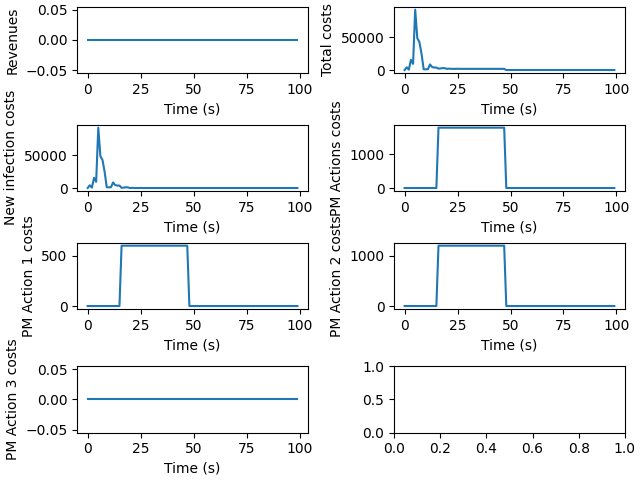 Revenues
0.05
0.00
−0.05
0 25 50 75 100
Time (s)
Total costs
50000
0
0 25 50 75 100
Time (s)
New infection costs
50000
0
0 25 50 75 100
Time (s)
PM Actions costs
1000
0
0 25 50 75 100
Time (s)
PM Action 1 costs
500
0
0 25 50 75 100
Time (s)
PM Action 2 costs
1000
0
0 25 50 75 100
Time (s)
PM Action 3 costs
0.05
0.00
−0.05
0 25 50 75 100
Time (s)
1.0
0.5
0.0
0.0 0.2 0.4 0.6 0.8 1.0